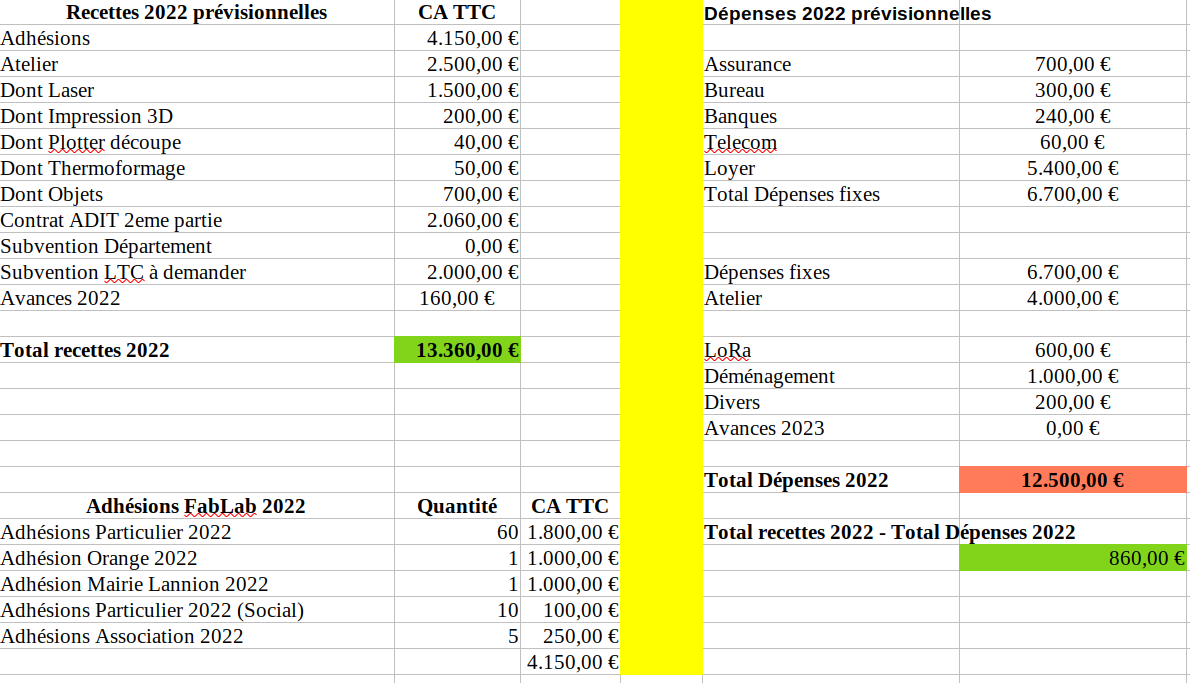 Recettes 2022 prévisionnelles CA TTC
Adhésions 4.150,00 €
Atelier 2.500,00 €
Dont Laser 1.500,00 €
Dont Impression 3D 200,00 €
Dont Plotter découpe 40,00 €
Dont Thermoformage 50,00 €
Dont Objets 700,00 €
Contrat ADIT 2eme partie 2.060,00 €
Subvention Département 0,00 €
Subvention LTC à demander 2.000,00 €
Avances 2022 160,00 €
Total recettes 2022 13.360,00 €
Adhésions FabLab 2022 Quantité CA TTC
Adhésions Particulier 2022 60 1.800,00 €
Adhésion Orange 2022 1 1.000,00 €
Adhésion Mairie Lannion 2022 1 1.000,00 €
Adhésions Particulier 2022 (Social) 10 100,00 €
Adhésions Association 2022 5 250,00 €
4.150,00 €
Dépenses 2022 prévisionnelles
Assurance 700,00 €
Bureau 300,00 €
Banques 240,00 €
Telecom 60,00 €
Loyer 5.400,00 €
Total Dépenses fixes 6.700,00 €
Dépenses fixes 6.700,00 €
Atelier 4.000,00 €
LoRa 600,00 €
Déménagement 1.000,00 €
Divers 200,00 €
Avances 2023 0,00 €
Total Dépenses 2022 12.500,00 €
Total recettes 2022 - Total Dépenses 2022
860,00 €